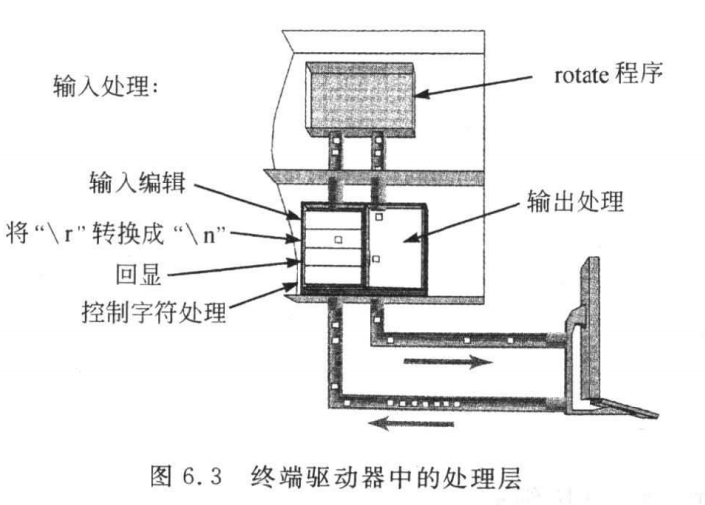 输入处理:
rotate 程序
输入编辑
将“\r”转换成“\n”
回显
控制字符处理
输出处理
图 6.3 终端驱动器中的处理层